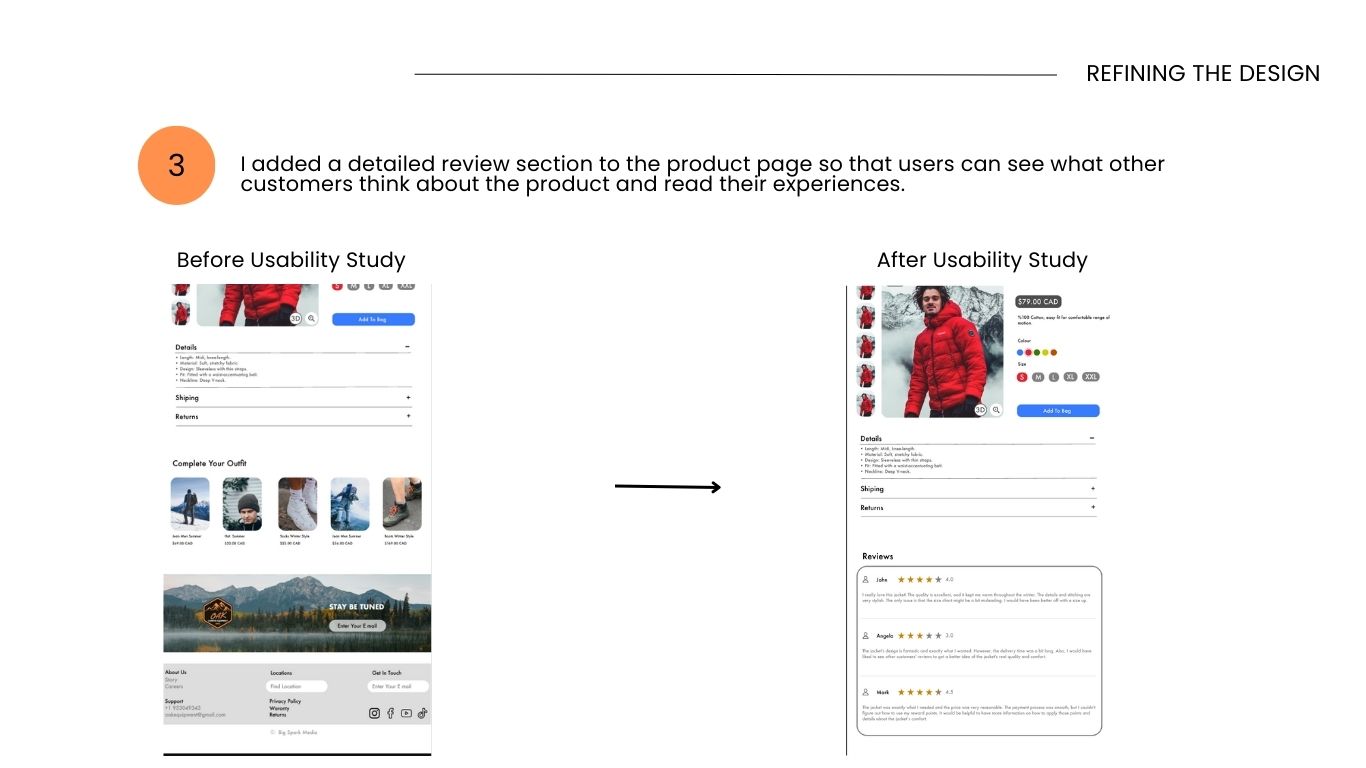 REFINING THE DESIGN
3
I added a detailed review section to the product page so that users can see what other
customers think about the product and read their experiences.
Before Usability Study
S M L XL XXL
3D
Add To Bag
Details
• Length: Midi, knee-length.
• Material: Soft, stretchy fabric.
• Design: Sleeveless with thin straps.
• Fit: Fitted with a waist-accentuating belt.
• Neckline: Deep V-neck.
Shiping
Returns
Complete Your Outfit
Jean Men Summer
$69.00 CAD
Hat Summer
$20.00 CAD
Socks Winter Style
$25.00 CAD
Jean Men Summer
$56.00 CAD
Boots Winter Style
$169.00 CAD
OAK
STAY BE TUNED
Enter Your E mail
About Us
Story
Careers
Support
Locations
Find Location
Privacy Policy
Warranty
Returns
Get In Touch
Enter Your E mail
© Big Spark Media
After Usability Study
$79.00 CAD
%100 Cotton, easy fit for comfortable range of
motion.
Colour
Size
S M L XL XXL
3D
Add To Bag
Details
• Length: Midi, knee-length.
• Material: Soft, stretchy fabric.
• Design: Sleeveless with thin straps.
• Fit: Fitted with a waist-accentuating belt.
• Neckline: Deep V-neck.
Shiping
Returns
Reviews
John 4.0
I really love this jacket! The quality is excellent, and it kept me warm throughout the winter. The details and stitching are
very stylish. The only issue is that the size chart might be a bit misleading. I would have been better off with a size up.
Angela 3.0
The jacket's design is fantastic and exactly what I wanted. However, the delivery time was a bit long. Also, I would have
liked to see other customers' reviews to get a better idea of the jacket's real quality and comfort.
Mark 4.5
The jacket was exactly what I needed and the price was very reasonable. The payment process was smooth, but I couldn't
figure out how to use my reward points. It would be helpful to have more information on how to apply those points and
details about the jacket's comfort.